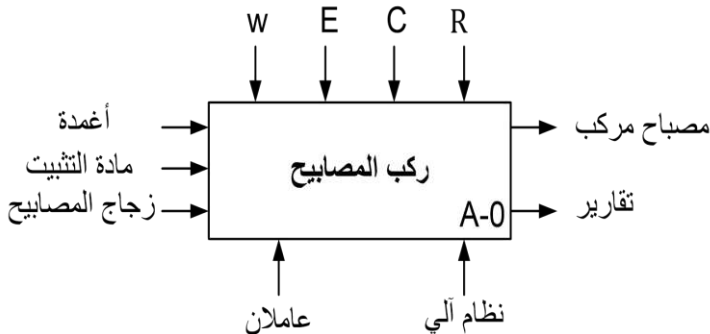 w E C R
أغمدة
مادة التثبيت
زجاج المصابيح
ركب المصابيح
A-0
مصباح مركب
تقارير
عاملان
نظام آلي